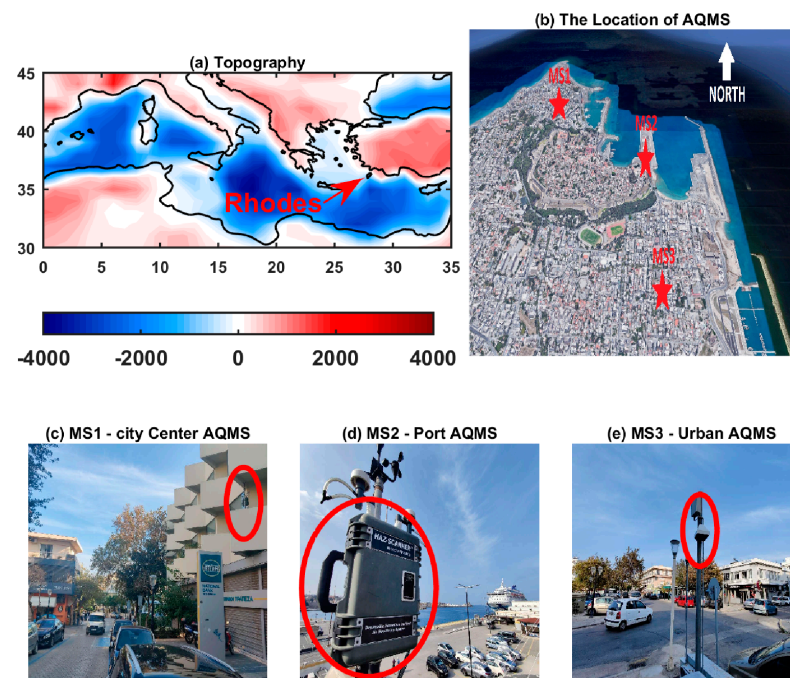 (b) The Location of AQMS
(a) Topography
45
40
35
30
Rhodes
0 5 10 15 20 25 30 35
-4000 -2000 0 2000 4000
MS1
MS2
MS3
NORTH
(c) MS1 - city Center AQMS
(d) MS2 - Port AQMS
(e) MS3 - Urban AQMS
NATIONAL
BANK
HAZ-SCANNER